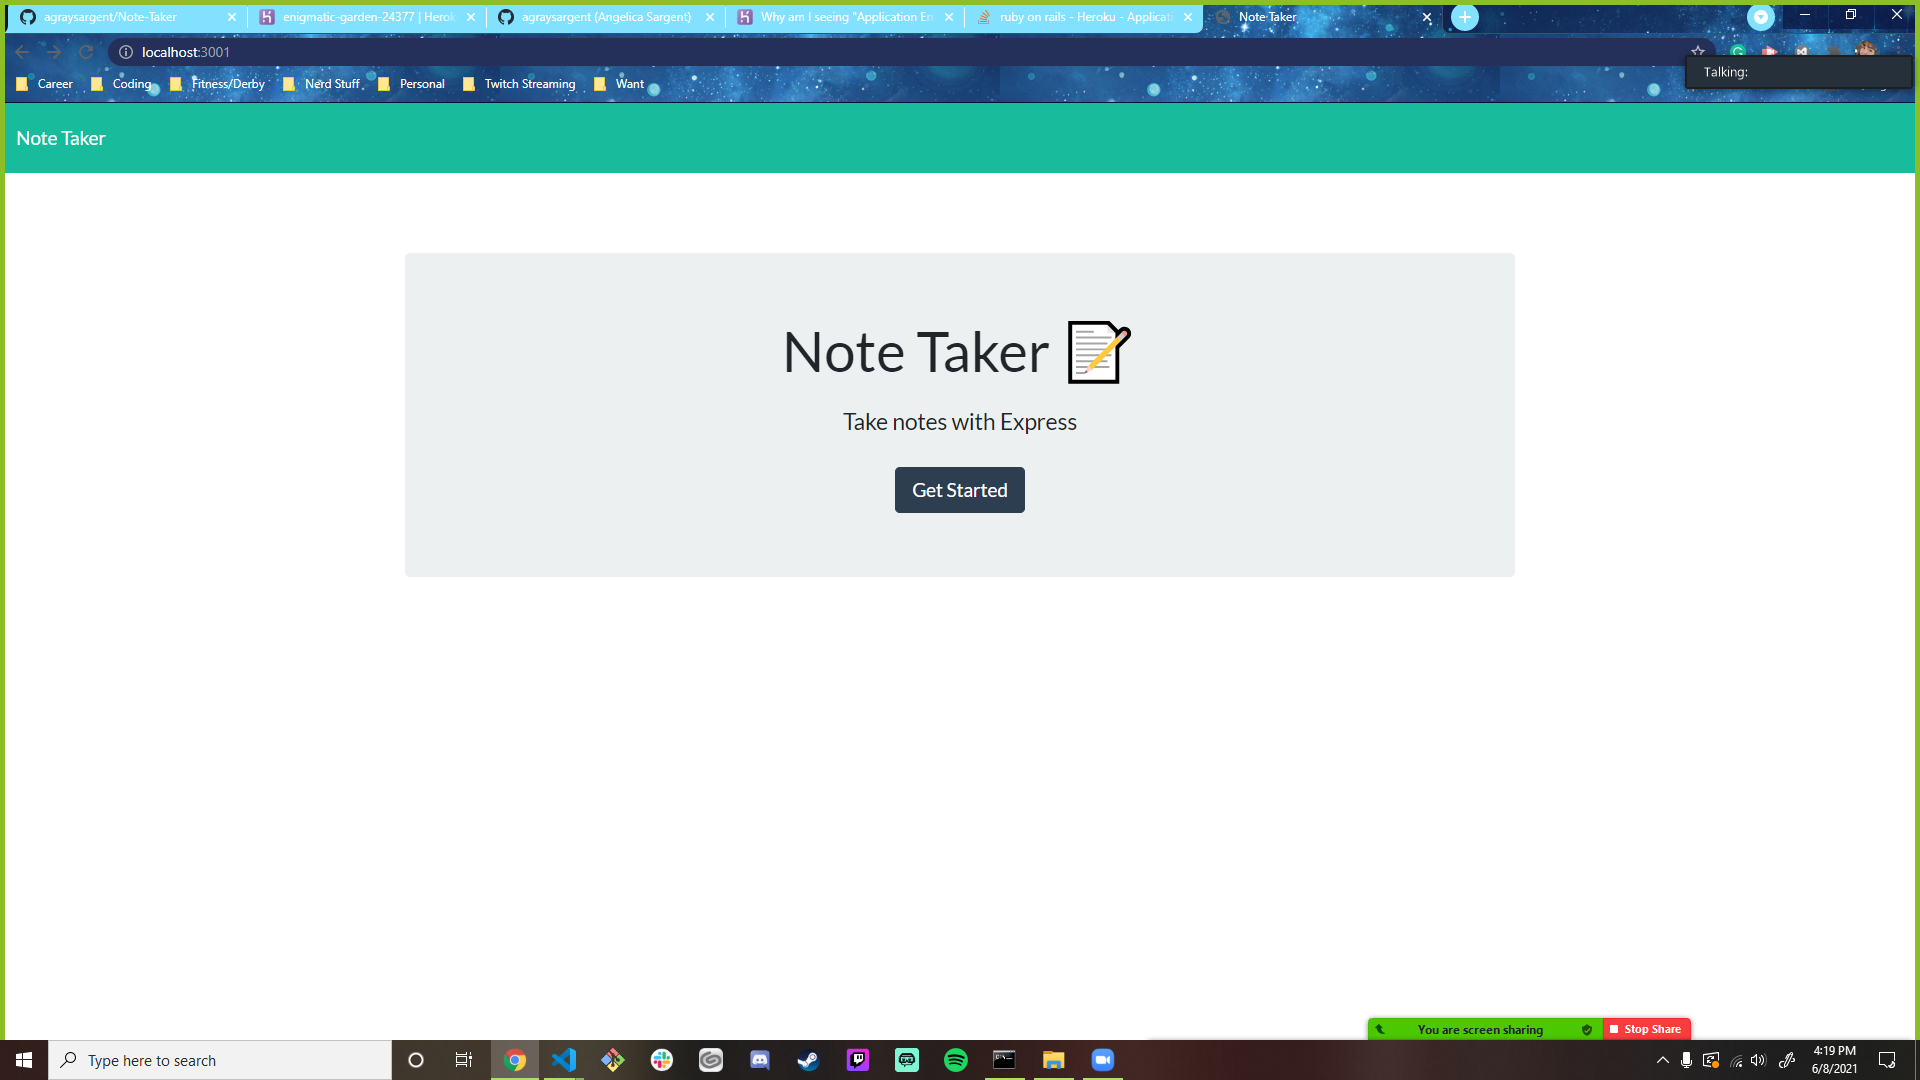 agraysargent/Note-Taker
enigmatic-garden-24377 | Herok
agraysargent (Angelica Sargent)
Why am I seeing "Application Er
ruby on rails - Heroku - Applicati
Note Taker
localhost:3001
Talking:
Career
Coding
Fitness/Derby
Nerd Stuff
Personal
Twitch Streaming
Want
Note Taker
Note Taker
Take notes with Express
Get Started
You are screen sharing
Stop Share
Type here to search
4:19 PM
6/8/2021